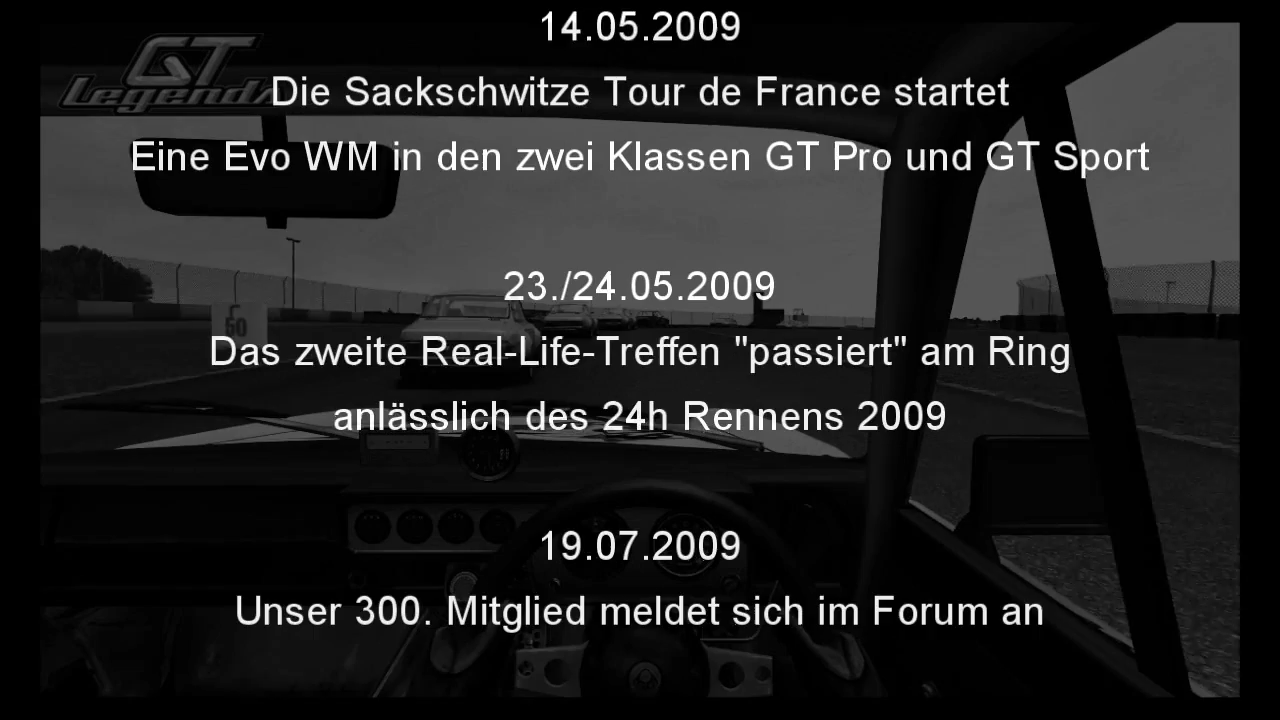 14.05.2009
GT
Legends
Die Sackschwitze Tour de France startet
Eine Evo WM in den zwei Klassen GT Pro und GT Sport
23./24.05.2009
60
Das zweite Real-Life-Treffen "passiert" am Ring
anlässlich des 24h Rennens 2009
19.07.2009
Unser 300. Mitglied meldet sich im Forum an